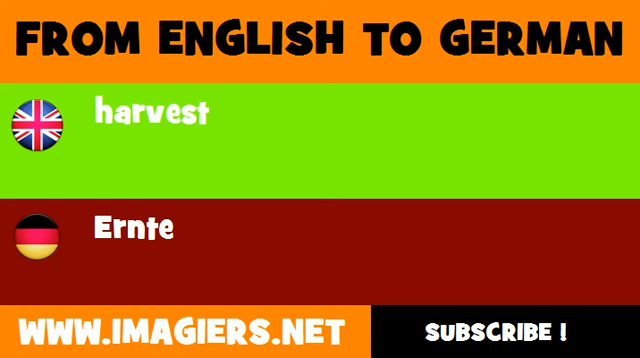 FROM ENGLISH TO GERMAN
harvest
Ernte
WWW.IMAGIERS.NET
SUBSCRIBE !